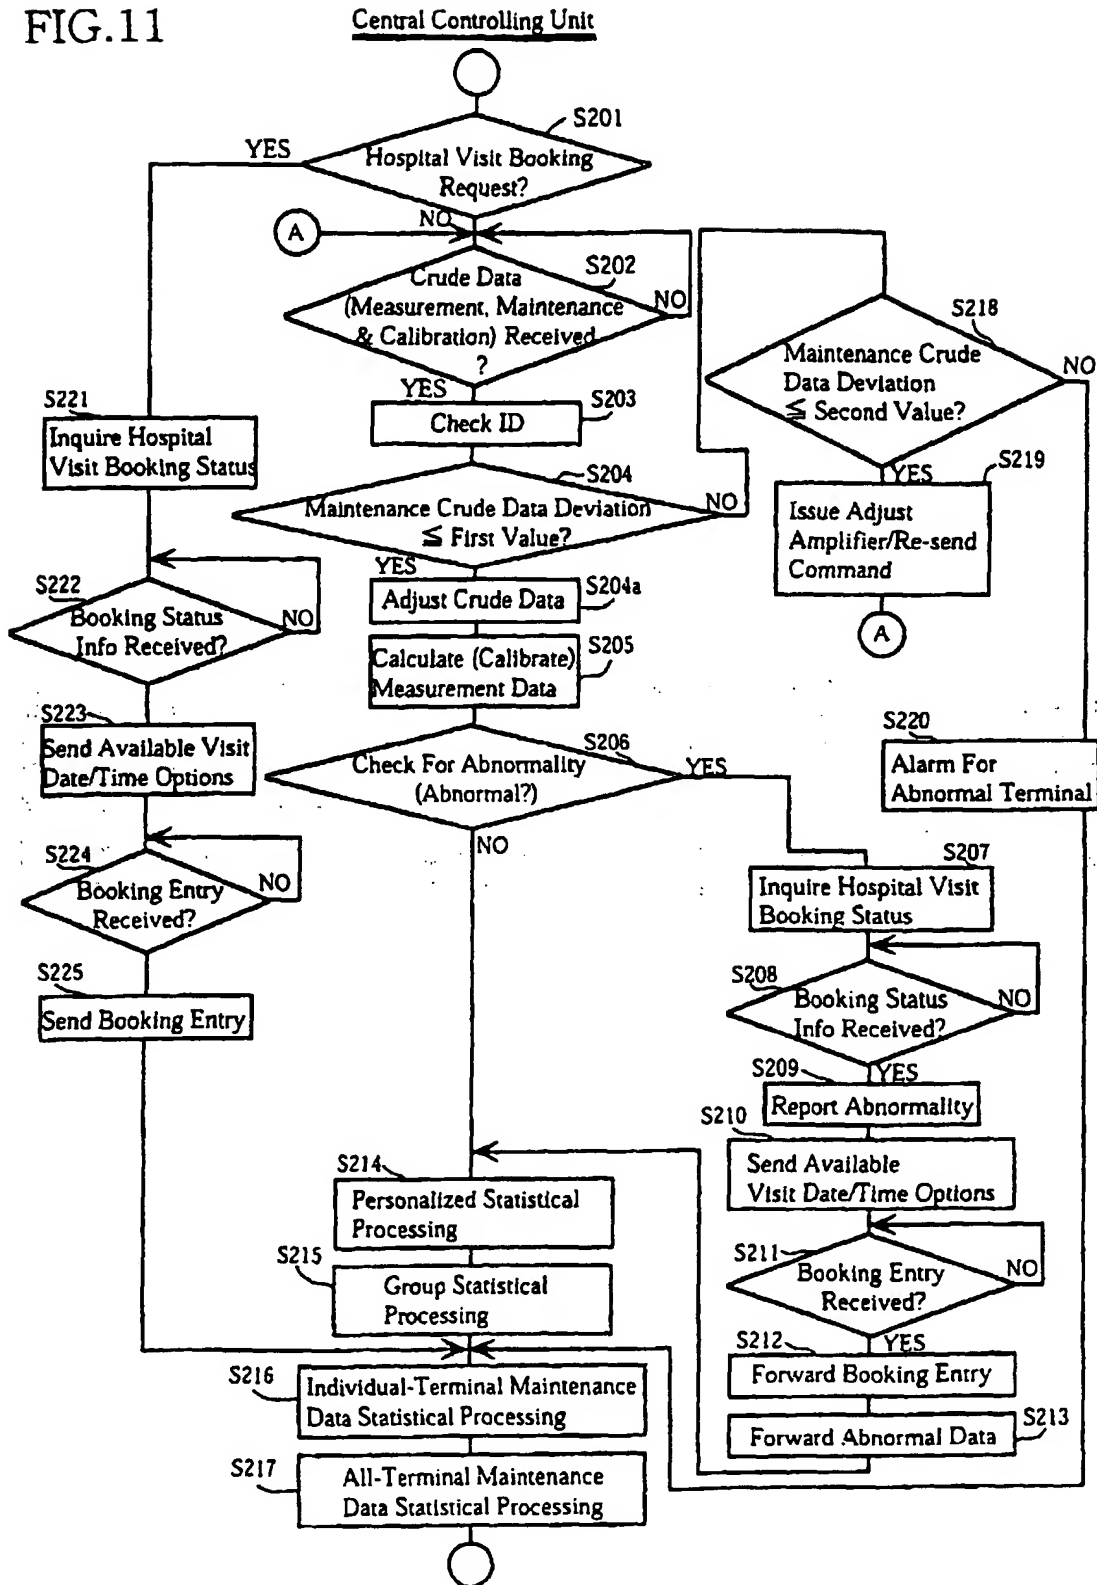 FIG.11
Central Controlling Unit
S201
YES
Hospital Visit Booking
Request?
NO
A
S202
Crude Data
(Measurement, Maintenance
& Calibration) Received
?
NO
YES
S203
Check ID
S204
Maintenance Crude Data Deviation
≦ First Value?
NO
YES
Adjust Crude Data
S204a
Calculate (Calibrate)
Measurement Data
S205
Check For Abnormality
(Abnormal?)
S206
YES
NO
S218
Maintenance Crude
Data Deviation
≦ Second Value?
NO
YES
S219
Issue Adjust
Amplifier/Re-send
Command
A
S220
Alarm For
Abnormal Terminal
S221
Inquire Hospital
Visit Booking Status
S222
Booking Status
Info Received?
NO
S223
Send Available Visit
Date/Time Options
S224
Booking Entry
Received?
NO
S225
Send Booking Entry
S207
Inquire Hospital Visit
Booking Status
S208
Booking Status
Info Received?
NO
YES
S209
Report Abnormality
S210
Send Available
Visit Date/Time Options
S211
Booking Entry
Received?
NO
YES
S212
Forward Booking Entry
Forward Abnormal Data
S213
S214
Personalized Statistical
Processing
S215
Group Statistical
Processing
S216
Individual-Terminal Maintenance
Data Statistical Processing
S217
All-Terminal Maintenance
Data Statistical Processing